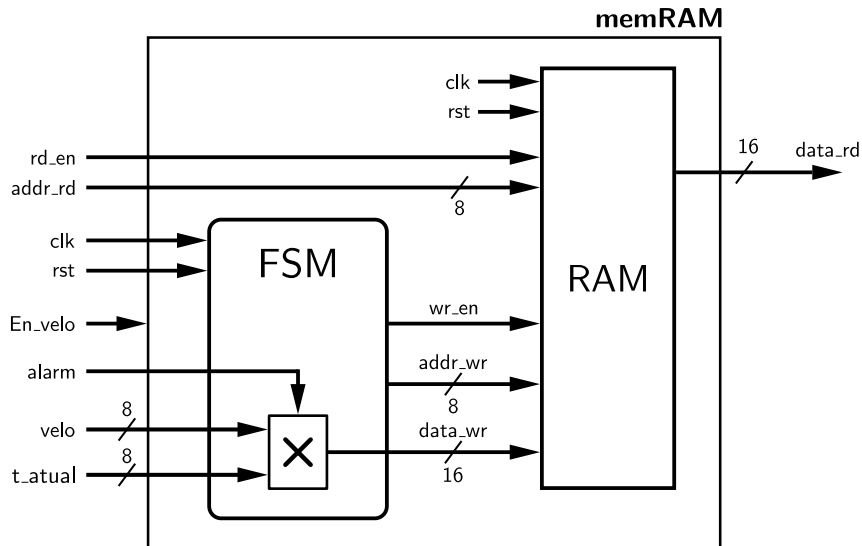 memRAM
clk
rst
rd_en
addr_rd
8
16
data_rd
clk
rst
FSM
RAM
En_velo
wr_en
alarm
addr_wr
8
velo
8
data_wr
16
t_atual
8